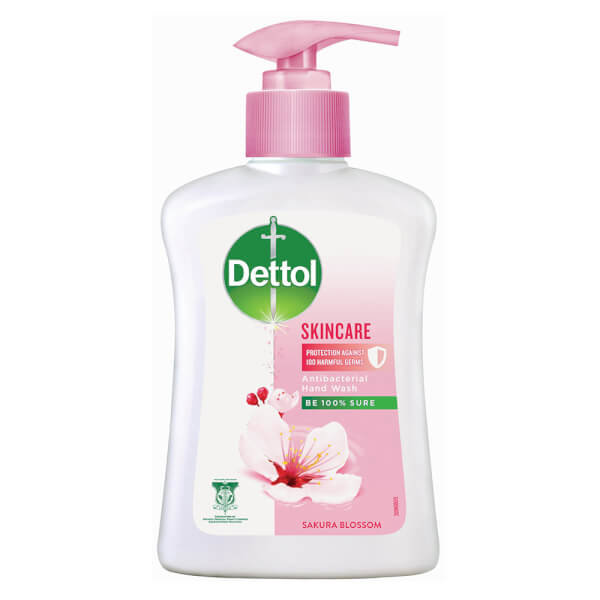 Dettol
SKINCARE
PROTECTION AGAINST
100 HARMFUL GERMS
Antibacterial
Hand Wash
BE 100% SURE
SAKURA BLOSSOM